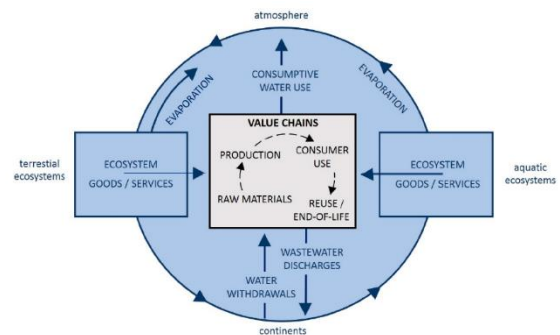 atmosphere
CONSUMPTIVE
WATER USE
EVAPORATION
EVAPORATION
VALUE CHAINS
PRODUCTION
CONSUMER
USE
RAW MATERIALS
REUSE /
END-OF-LIFE
terrestial
ecosystems
ECOSYSTEM
GOODS / SERVICES
ECOSYSTEM
GOODS / SERVICES
aquatic
ecosystems
WASTEWATER
DISCHARGES
WATER
WITHDRAWALS
continents